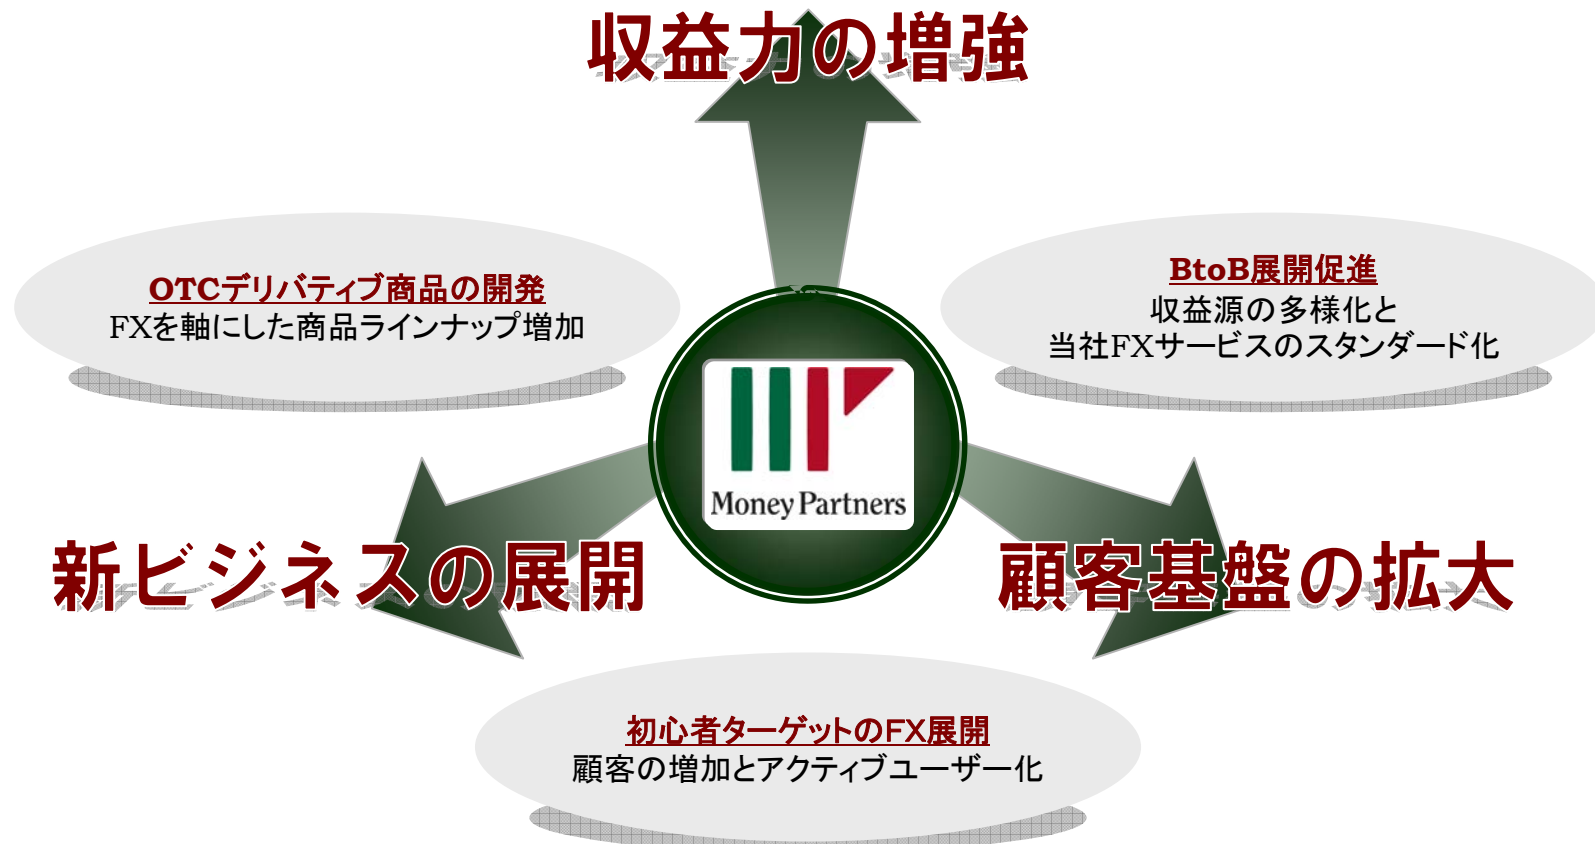 収益力の増強
OTCデリバティブ商品の開発
FXを軸にした商品ラインナップ増加
BtoB展開促進
収益源の多様化と
当社FXサービスのスタンダード化
Money Partners
新ビジネスの展開
顧客基盤の拡大
初心者ターゲットのFX展開
顧客の増加とアクティブユーザー化